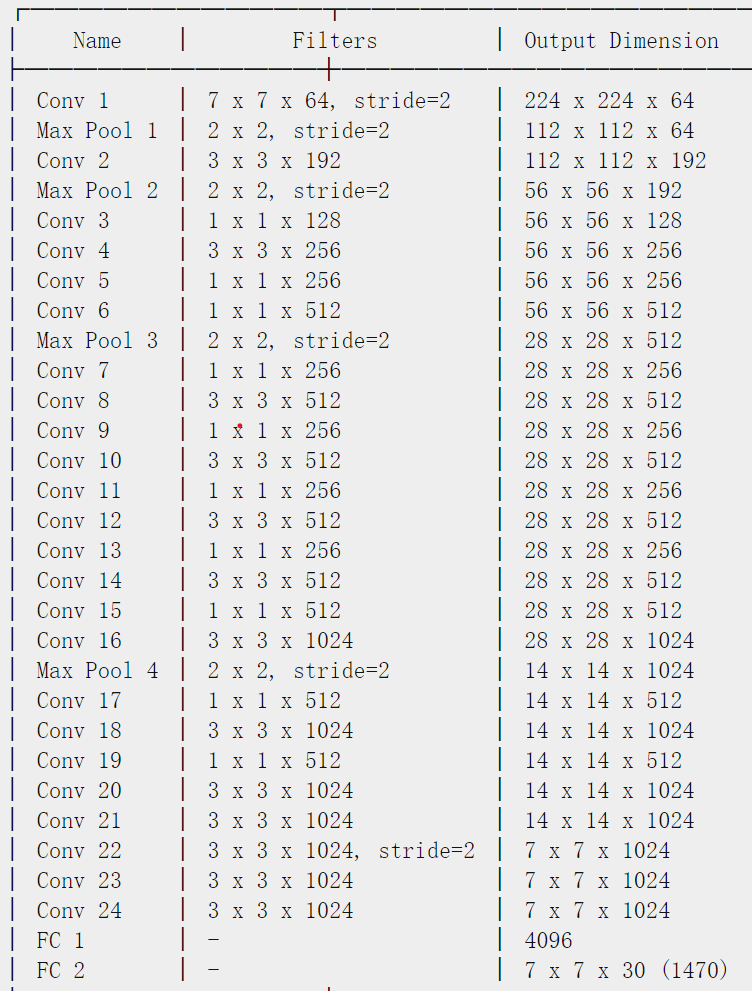 Name | Filters | Output Dimension
Conv 1 | 7 x 7 x 64, stride=2 | 224 x 224 x 64
Max Pool 1 | 2 x 2, stride=2 | 112 x 112 x 64
Conv 2 | 3 x 3 x 192 | 112 x 112 x 192
Max Pool 2 | 2 x 2, stride=2 | 56 x 56 x 192
Conv 3 | 1 x 1 x 128 | 56 x 56 x 128
Conv 4 | 3 x 3 x 256 | 56 x 56 x 256
Conv 5 | 1 x 1 x 256 | 56 x 56 x 256
Conv 6 | 1 x 1 x 512 | 56 x 56 x 512
Max Pool 3 | 2 x 2, stride=2 | 28 x 28 x 512
Conv 7 | 1 x 1 x 256 | 28 x 28 x 256
Conv 8 | 3 x 3 x 512 | 28 x 28 x 512
Conv 9 | 1 x 1 x 256 | 28 x 28 x 256
Conv 10 | 3 x 3 x 512 | 28 x 28 x 512
Conv 11 | 1 x 1 x 256 | 28 x 28 x 256
Conv 12 | 3 x 3 x 512 | 28 x 28 x 512
Conv 13 | 1 x 1 x 256 | 28 x 28 x 256
Conv 14 | 3 x 3 x 512 | 28 x 28 x 512
Conv 15 | 1 x 1 x 512 | 28 x 28 x 512
Conv 16 | 3 x 3 x 1024 | 28 x 28 x 1024
Max Pool 4 | 2 x 2, stride=2 | 14 x 14 x 1024
Conv 17 | 1 x 1 x 512 | 14 x 14 x 512
Conv 18 | 3 x 3 x 1024 | 14 x 14 x 1024
Conv 19 | 1 x 1 x 512 | 14 x 14 x 512
Conv 20 | 3 x 3 x 1024 | 14 x 14 x 1024
Conv 21 | 3 x 3 x 1024 | 14 x 14 x 1024
Conv 22 | 3 x 3 x 1024, stride=2 | 7 x 7 x 1024
Conv 23 | 3 x 3 x 1024 | 7 x 7 x 1024
Conv 24 | 3 x 3 x 1024 | 7 x 7 x 1024
FC 1 | - | 4096
FC 2 | - | 7 x 7 x 30 (1470)